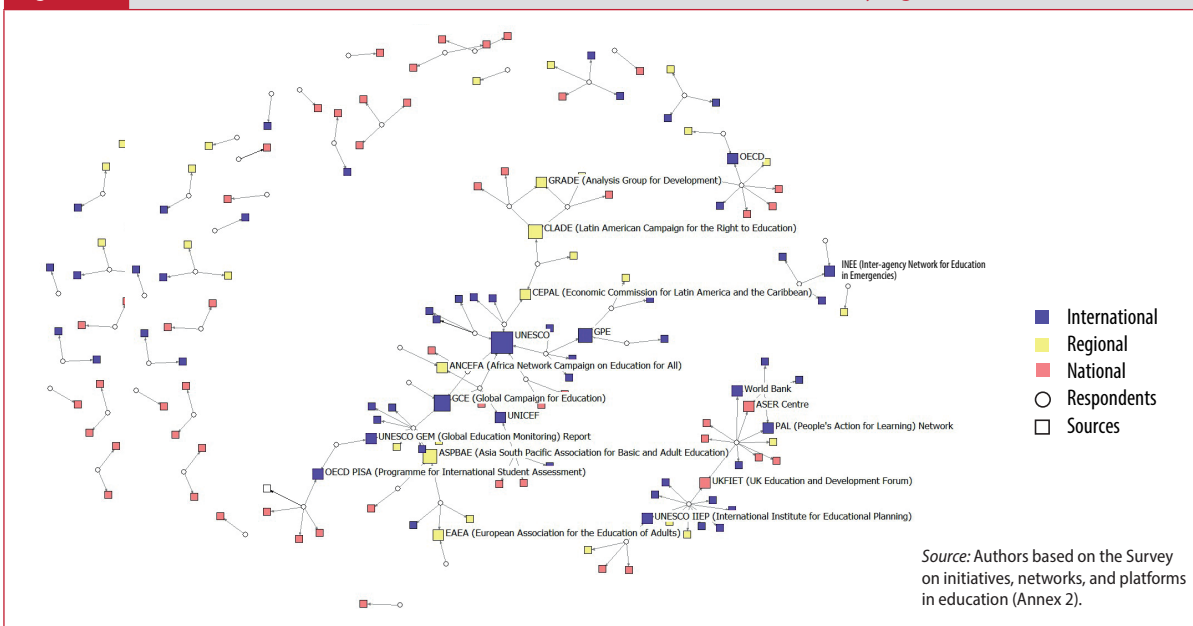 OECD
GRADE (Analysis Group for Development)
CLADE (Latin American Campaign for the Right to Education)
INEE (Inter-agency Network for Education
in Emergencies)
CEPAL (Economic Commission for Latin America and the Caribbean)
UNESCO
GPE
ANCEFA (Africa Network Campaign on Education for All)
GCE (Global Campaign for Education)
UNICEF
World Bank
ASER Centre
PAL (People's Action for Learning) Network
UNESCO GEM (Global Education Monitoring) Report
ASPBAE (Asia South Pacific Association for Basic and Adult Education)
OECD PISA (Programme for International Student Assessment)
UKFIET (UK Education and Development Forum)
UNESCO IIEP (International Institute for Educational Planning)
EAEA (European Association for the Education of Adults)
International
Regional
National
Respondents
Sources
Source: Authors based on the Survey
on initiatives, networks, and platforms
in education (Annex 2).